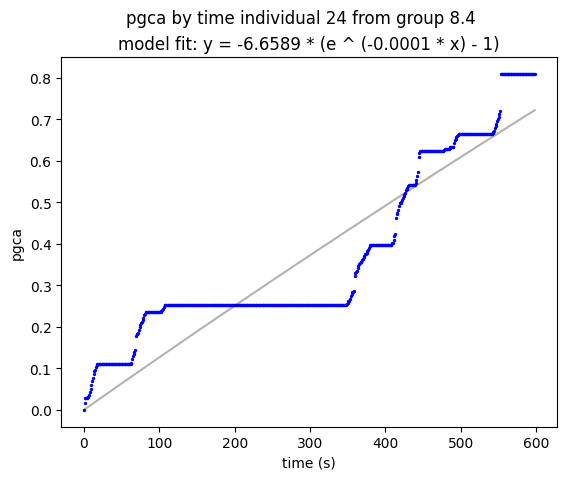 pgca by time individual 24 from group 8.4
model fit: y = -6.6589 * (e ^ (-0.0001 * x) - 1)
0.8
0.7
0.6
0.5
0.4
0.3
0.2
0.1
0.0
pgca
0 100 200 300 400 500 600
time (s)